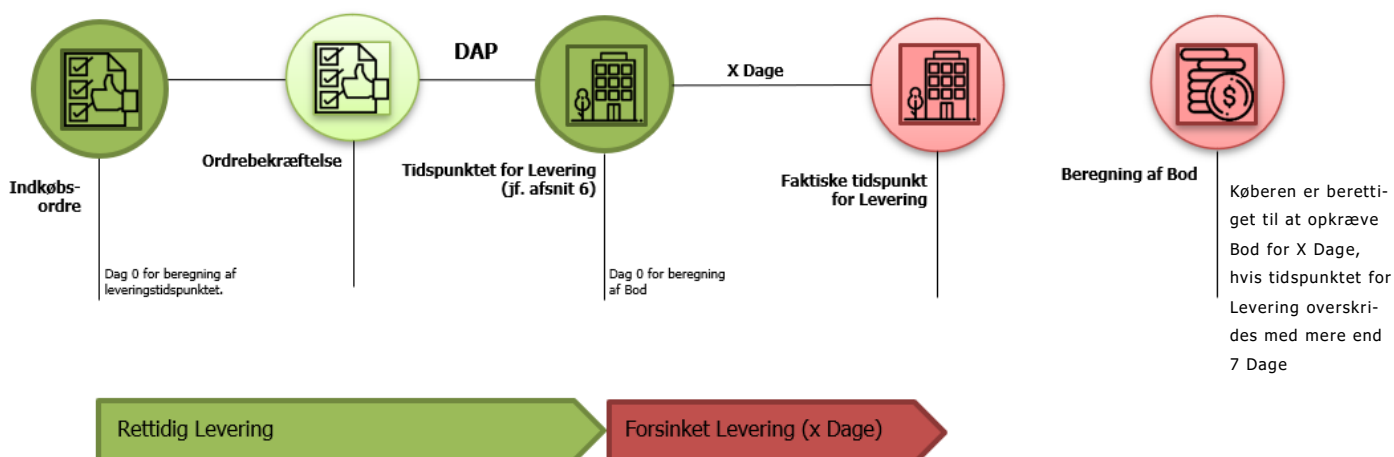 DAP
X Dage
Indkøbs-
ordre
Ordrebekræftelse
Tidspunktet for Levering
(jf. afsnit 6)
Faktiske tidspunkt
for Levering
Beregning af Bod
Køberen er beretti-
get til at opkræve
Bod for X Dage,
hvis tidspunktet for
Levering overskri-
des med mere end
7 Dage
Dag 0 for beregning af
leveringstidspunktet.
Dag 0 for beregning
af Bod
Rettidig Levering
Forsinket Levering (x Dage)